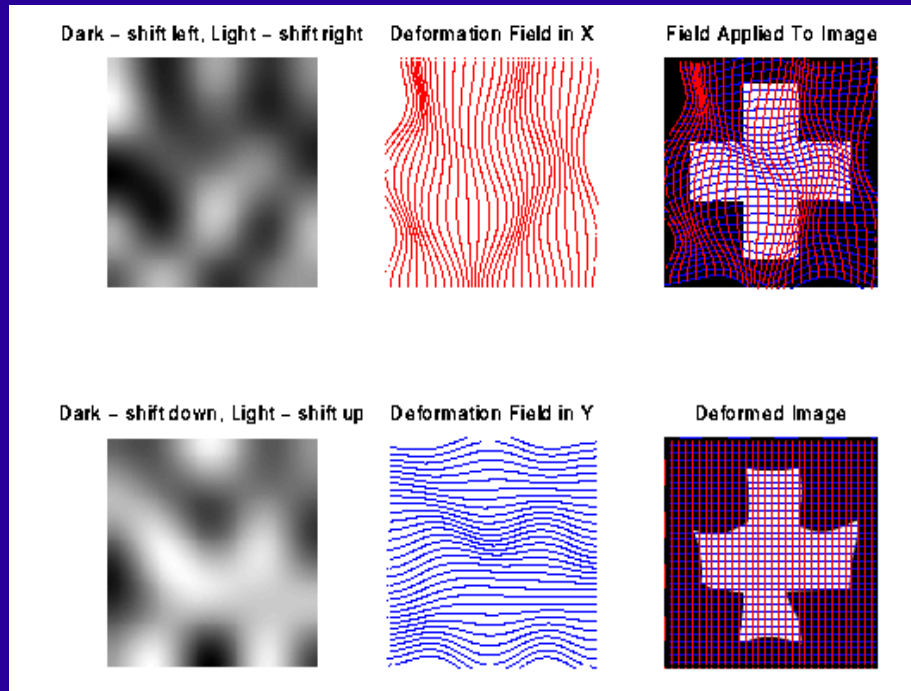 Dark – shift left, Light – shift right
Deformation Field in X
Field Applied To Image
Dark – shift down, Light – shift up
Deformation Field in Y
Deformed Image